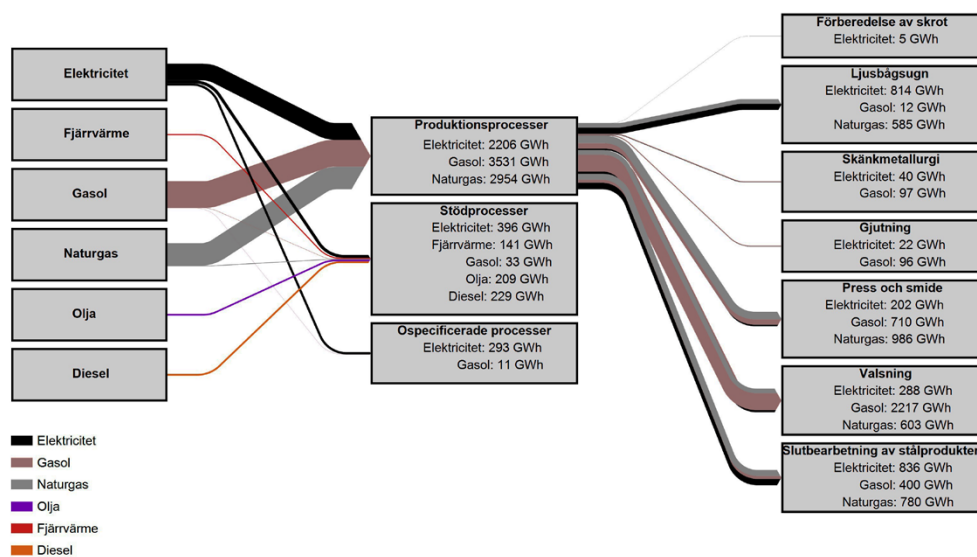 Elektricitet
Fjärrvärme
Gasol
Naturgas
Olja
Diesel
Elektricitet
Gasol
Naturgas
Olja
Fjärrvärme
Diesel
Produktionsprocesser
Elektricitet: 2206 GWh
Gasol: 3531 GWh
Naturgas: 2954 GWh
Stödprocesser
Elektricitet: 396 GWh
Fjärrvärme: 141 GWh
Gasol: 33 GWh
Olja: 209 GWh
Diesel: 229 GWh
Ospecificerade processer
Elektricitet: 293 GWh
Gasol: 11 GWh
Förberedelse av skrot
Elektricitet: 5 GWh
Ljusbågsugn
Elektricitet: 814 GWh
Gasol: 12 GWh
Naturgas: 585 GWh
Skänkmetallurgi
Elektricitet: 40 GWh
Gasol: 97 GWh
Gjutning
Elektricitet: 22 GWh
Gasol: 96 GWh
Press och smide
Elektricitet: 202 GWh
Gasol: 710 GWh
Naturgas: 986 GWh
Valsning
Elektricitet: 288 GWh
Gasol: 2217 GWh
Naturgas: 603 GWh
Slutbearbetning av stålprodukter
Elektricitet: 836 GWh
Gasol: 400 GWh
Naturgas: 780 GWh